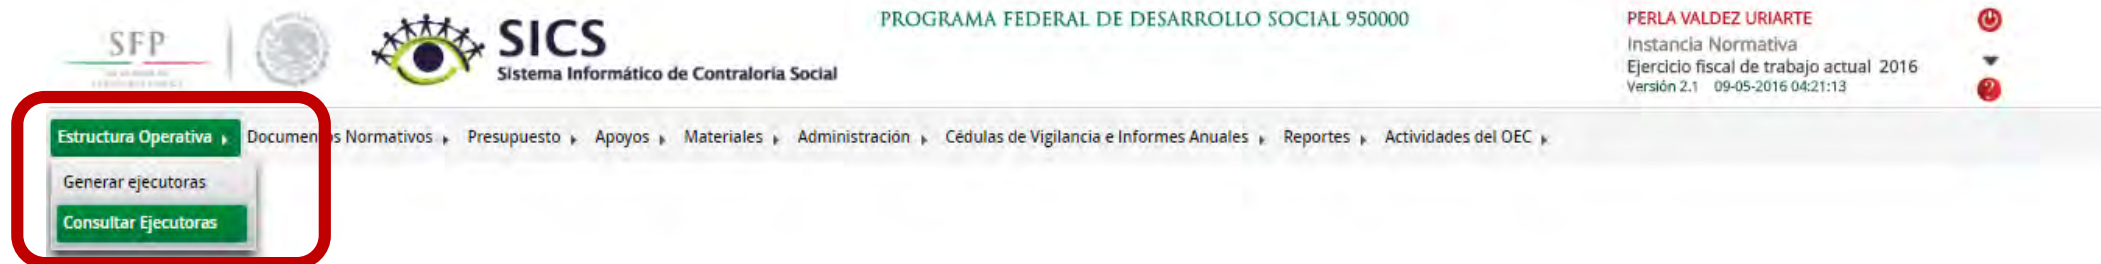 SFP
SICS
Sistema Informático de Contraloría Social
PROGRAMA FEDERAL DE DESARROLLO SOCIAL 950000
PERLA VALDEZ URIARTE
Instancia Normativa
Ejercicio fiscal de trabajo actual 2016
Versión 2.1 09-05-2016 04:21:13
Estructura Operativa Documentos Normativos Presupuesto Apoyos Materiales Administración Cédulas de Vigilancia e Informes Anuales Reportes Actividades del OEC
Generar ejecutoras
Consultar Ejecutoras